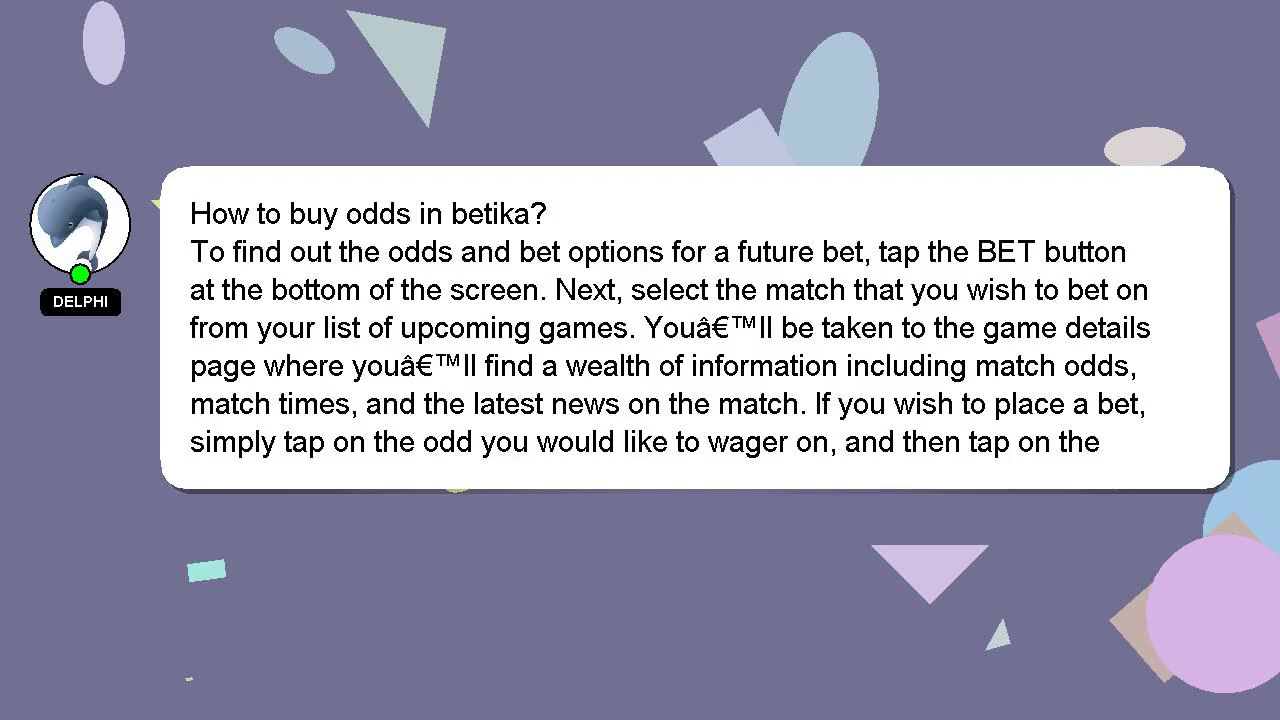 How to buy odds in betika?
To find out the odds and bet options for a future bet, tap the BET button
at the bottom of the screen. Next, select the match that you wish to bet on
from your list of upcoming games. Youâ€™ll be taken to the game details
page where youâ€™ll find a wealth of information including match odds,
match times, and the latest news on the match. If you wish to place a bet,
simply tap on the odd you would like to wager on, and then tap on the
DELPHI